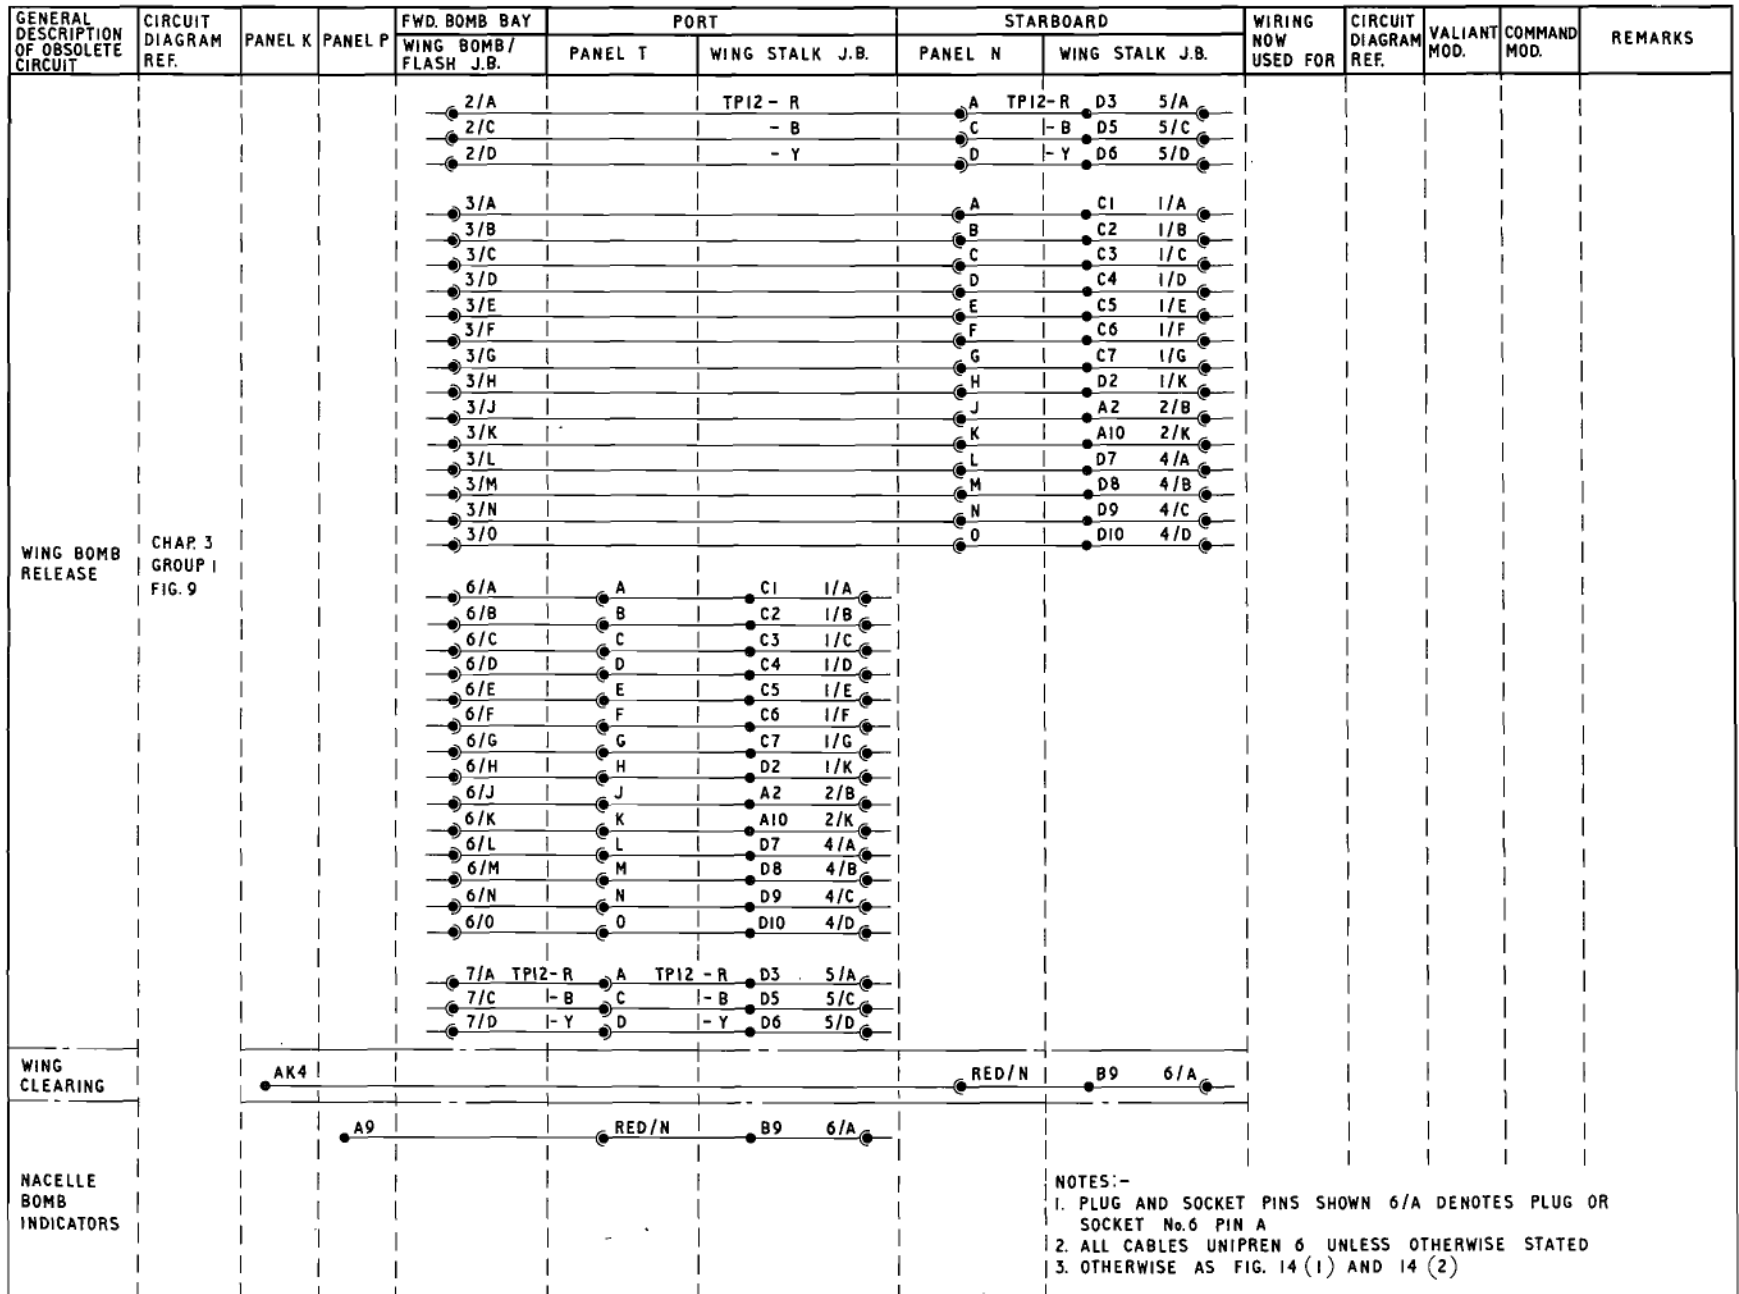 GENERAL DESCRIPTION OF OBSOLETE CIRCUIT
CIRCUIT DIAGRAM REF.
PANEL K
PANEL P
FWD. BOMB BAY
WING BOMB/ FLASH J.B.
PORT
PANEL T
WING STALK J.B.
STARBOARD
PANEL N
WING STALK J.B.
WIRING NOW USED FOR
CIRCUIT DIAGRAM REF.
VALIANT MOD.
COMMAND MOD.
REMARKS
2/A TP12 - R A TP12 - R D3 5/A
2/C - B C - B D5 5/C
2/D - Y D - Y D6 5/D
3/A A C1 1/A
3/B B C2 1/B
3/C C C3 1/C
3/D D C4 1/D
3/E E C5 1/E
3/F F C6 1/F
3/G G C7 1/G
3/H H D2 1/K
3/J J A2 2/B
3/K K A10 2/K
3/L L D7 4/A
3/M M D8 4/B
3/N N D9 4/C
3/O O D10 4/D
WING BOMB
RELEASE
CHAP. 3
GROUP 1
FIG. 9
6/A A C1 1/A
6/B B C2 1/B
6/C C C3 1/C
6/D D C4 1/D
6/E E C5 1/E
6/F F C6 1/F
6/G G C7 1/G
6/H H D2 1/K
6/J J A2 2/B
6/K K A10 2/K
6/L L D7 4/A
6/M M D8 4/B
6/N N D9 4/C
6/O O D10 4/D
7/A TP12 - R A TP12 - R D3 5/A
7/C - B C - B D5 5/C
7/D - Y D - Y D6 5/D
WING
CLEARING
AK4 RED/N B9 6/A
A9 RED/N B9 6/A
NACELLE
BOMB
INDICATORS
NOTES:-
1. PLUG AND SOCKET PINS SHOWN 6/A DENOTES PLUG OR
SOCKET No.6 PIN A
2. ALL CABLES UNIPREN 6 UNLESS OTHERWISE STATED
3. OTHERWISE AS FIG. 14 (1) AND 14 (2)